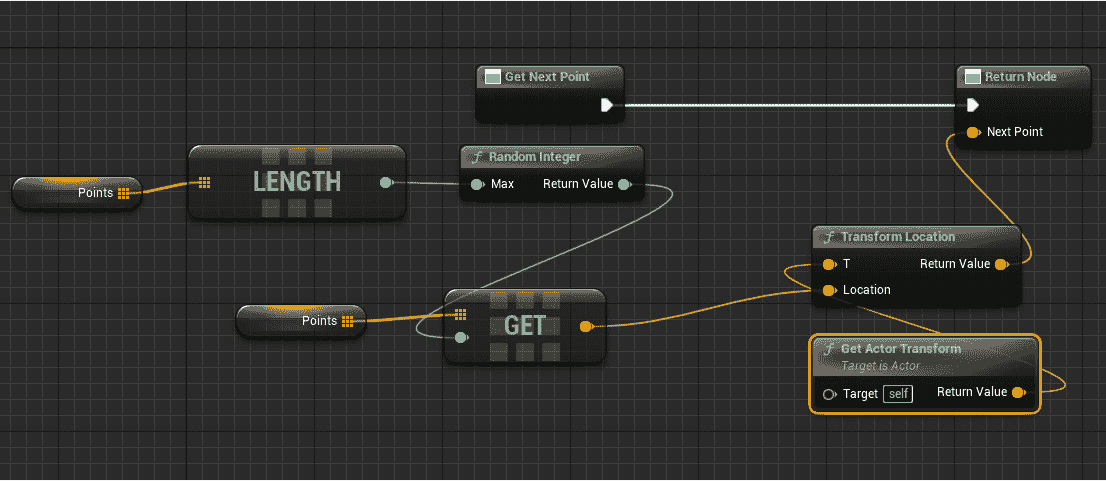 Get Next Point
Return Node
Next Point
Points
LENGTH
Random Integer
Max Return Value
Transform Location
T Return Value
Location
Points
GET
Get Actor Transform
Target is Actor
Target self Return Value